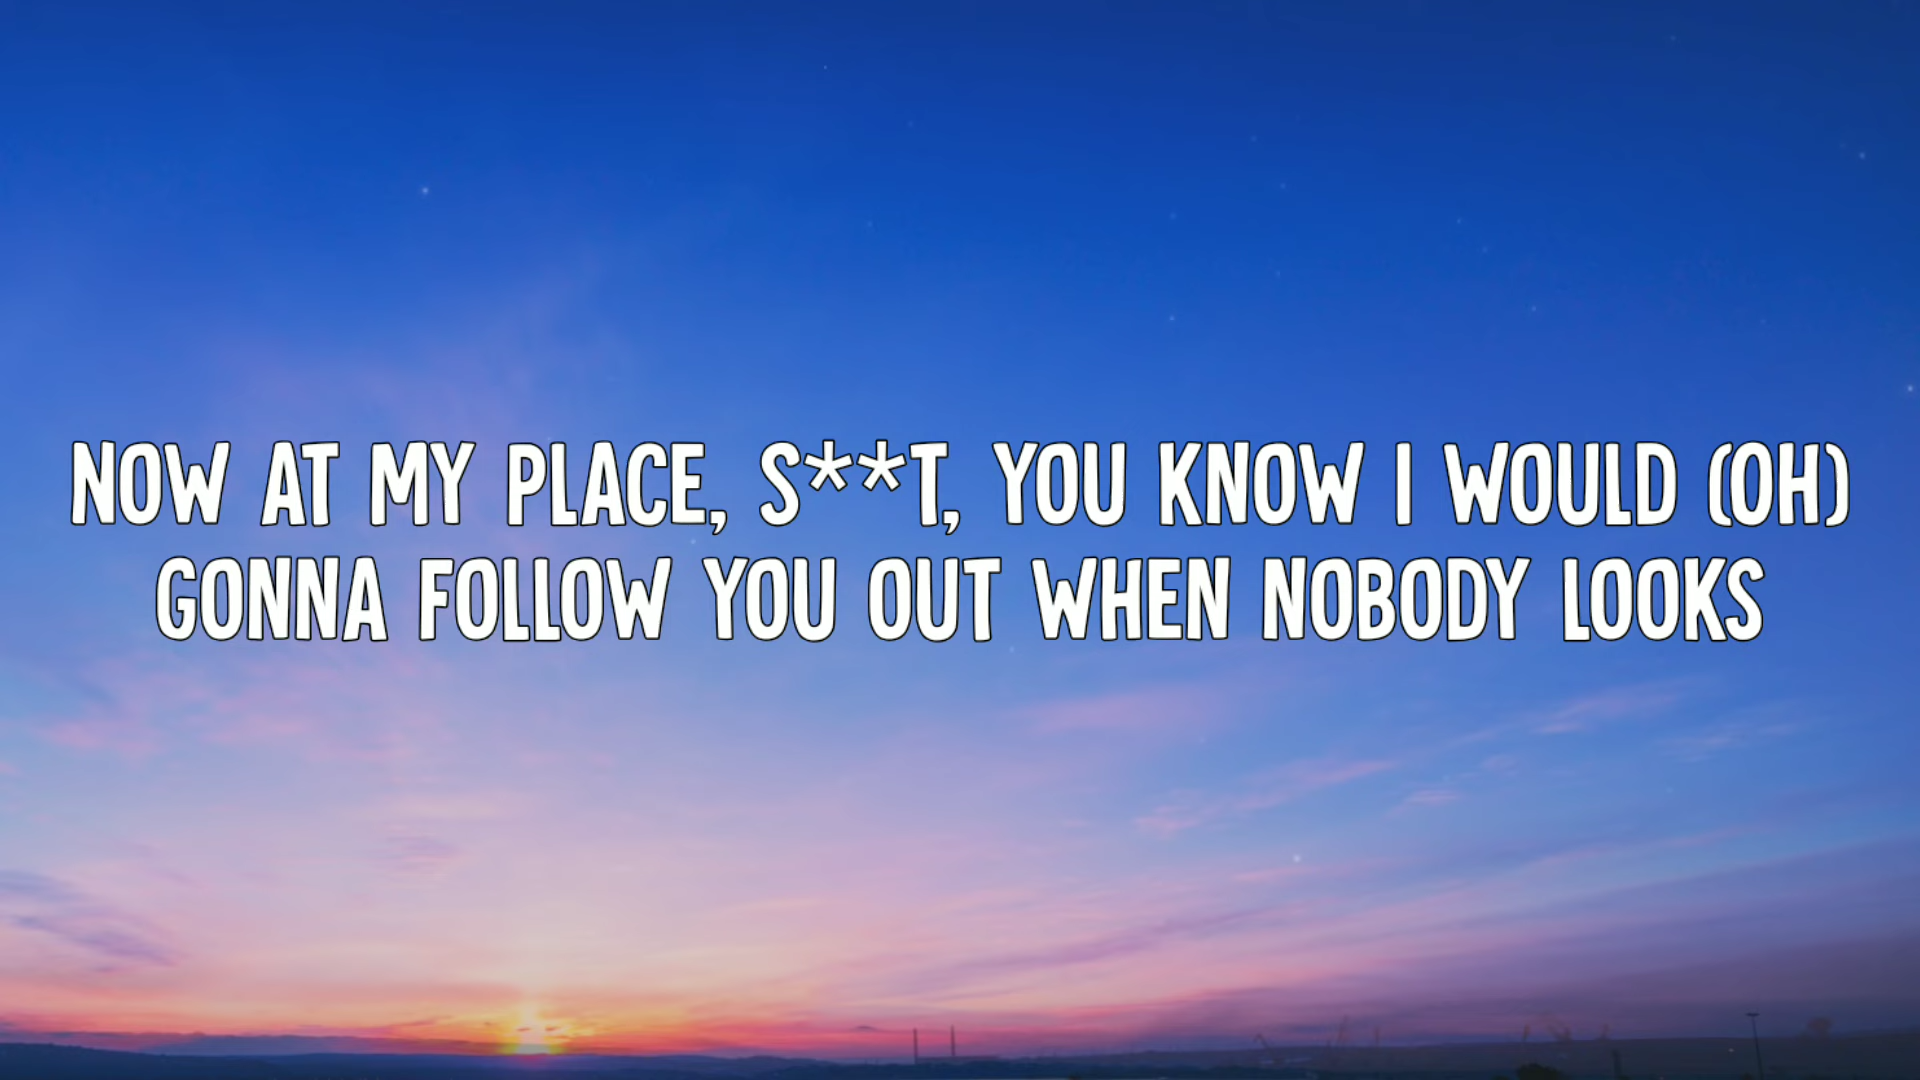 NOW AT MY PLACE, S**T, YOU KNOW I WOULD (OH)
GONNA FOLLOW YOU OUT WHEN NOBODY LOOKS